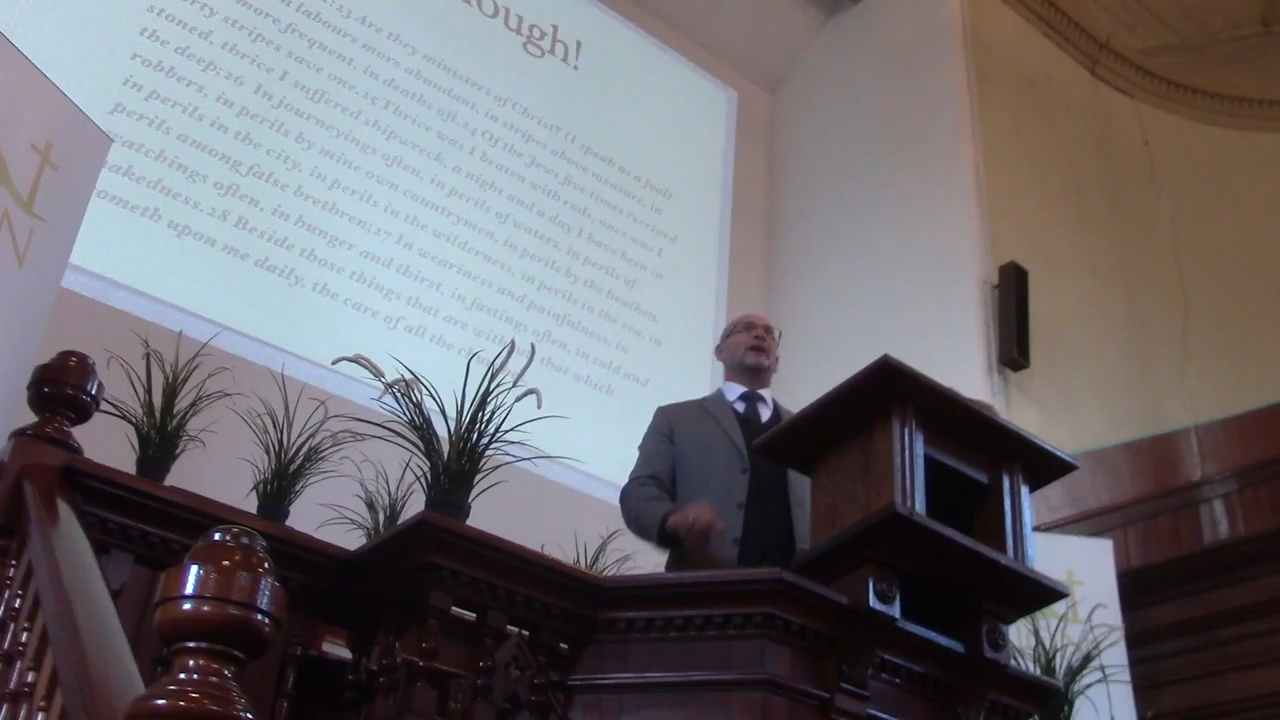 ough!
:23 Are they ministers of Christ? (I speak as a fool)
labours more abundant, in stripes above measure, in
more frequent, in deaths oft.24 Of the Jews five times received
rty stripes save one.25 Thrice was I beaten with rods, once was I
stoned, thrice I suffered shipwreck, a night and a day I have been in
the deep;26 In journeyings often, in perils of waters, in perils of
robbers, in perils by mine own countrymen, in perils by the heathen,
in perils in the city, in perils in the wilderness, in perils in the sea, in
perils among false brethren;27 In weariness and painfulness, in
atchings often, in hunger and thirst, in fastings often, in cold and
akedness.28 Beside those things that are without, that which
ometh upon me daily, the care of all the
N